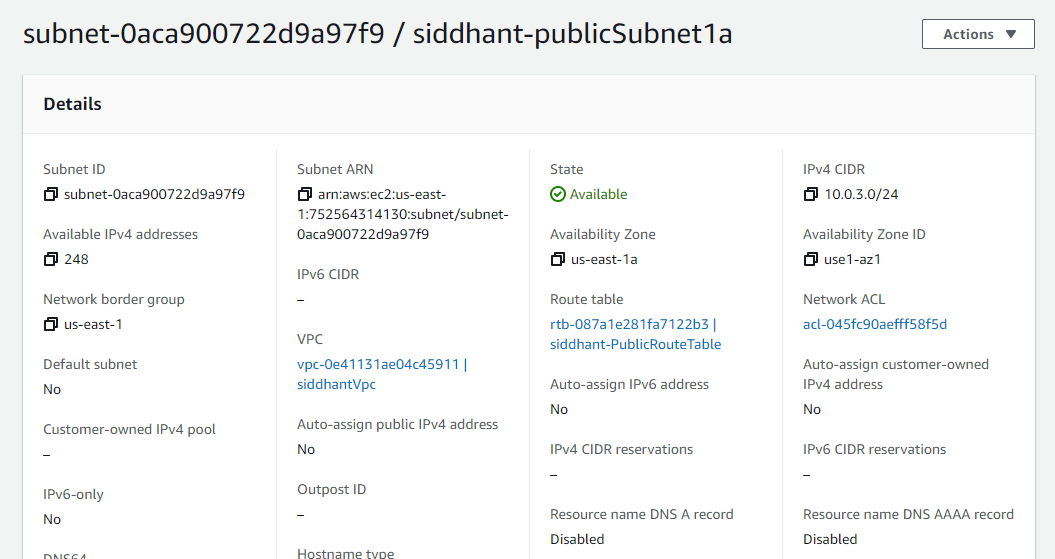 subnet-0aca900722d9a97f9 / siddhant-publicSubnet1a
Actions
Details
Subnet ID
subnet-0aca900722d9a97f9
Available IPv4 addresses
248
Network border group
us-east-1
Default subnet
No
Customer-owned IPv4 pool
–
IPv6-only
No
DNS64
Subnet ARN
arn:aws:ec2:us-east-
1:752564314130:subnet/subnet-
0aca900722d9a97f9
IPv6 CIDR
–
VPC
vpc-0e41131ae04c45911 |
siddhantVpc
Auto-assign public IPv4 address
No
Outpost ID
–
Hostname type
State
Available
Availability Zone
us-east-1a
Route table
rtb-087a1e281fa7122b3 |
siddhant-PublicRouteTable
Auto-assign IPv6 address
No
IPv4 CIDR reservations
–
Resource name DNS A record
Disabled
IPv4 CIDR
10.0.3.0/24
Availability Zone ID
use1-az1
Network ACL
acl-045fc90aefff58f5d
Auto-assign customer-owned
IPv4 address
No
IPv6 CIDR reservations
–
Resource name DNS AAAA record
Disabled